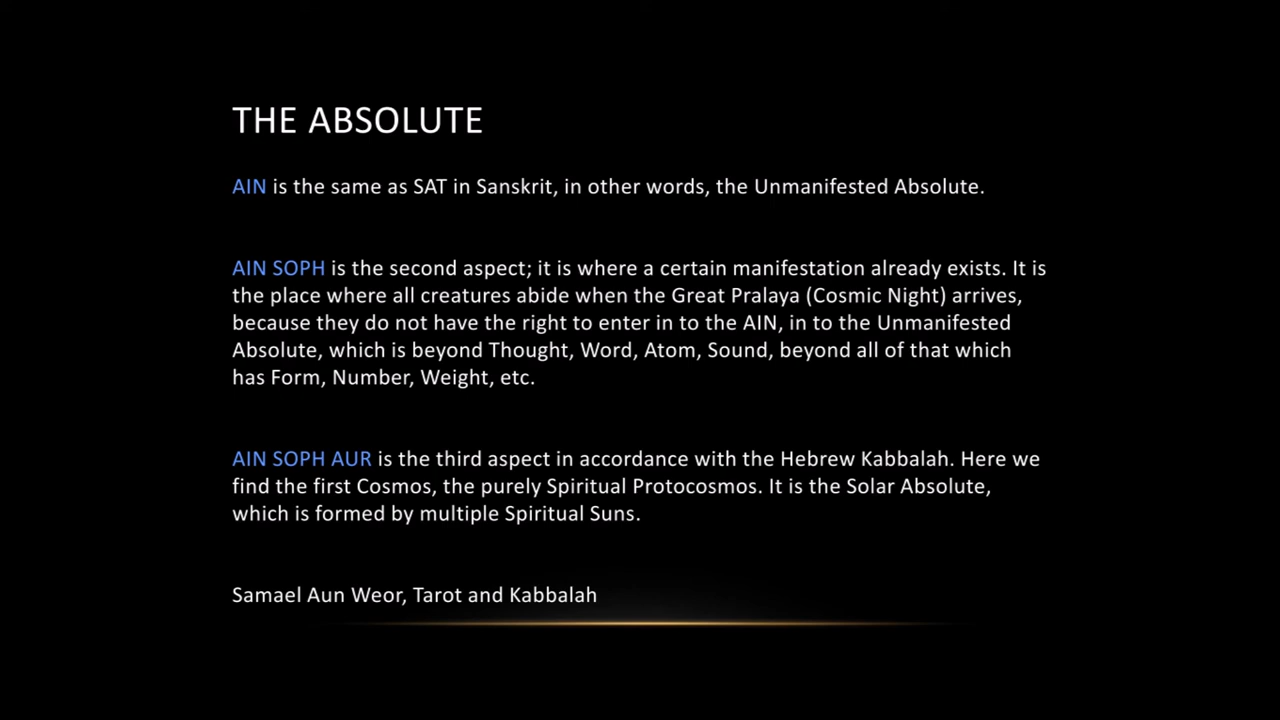 THE ABSOLUTE
AIN is the same as SAT in Sanskrit, in other words, the Unmanifested Absolute.
AIN SOPH is the second aspect; it is where a certain manifestation already exists. It is
the place where all creatures abide when the Great Pralaya (Cosmic Night) arrives,
because they do not have the right to enter in to the AIN, in to the Unmanifested
Absolute, which is beyond Thought, Word, Atom, Sound, beyond all of that which
has Form, Number, Weight, etc.
AIN SOPH AUR is the third aspect in accordance with the Hebrew Kabbalah. Here we
find the first Cosmos, the purely Spiritual Protocosmos. It is the Solar Absolute,
which is formed by multiple Spiritual Suns.
Samael Aun Weor, Tarot and Kabbalah